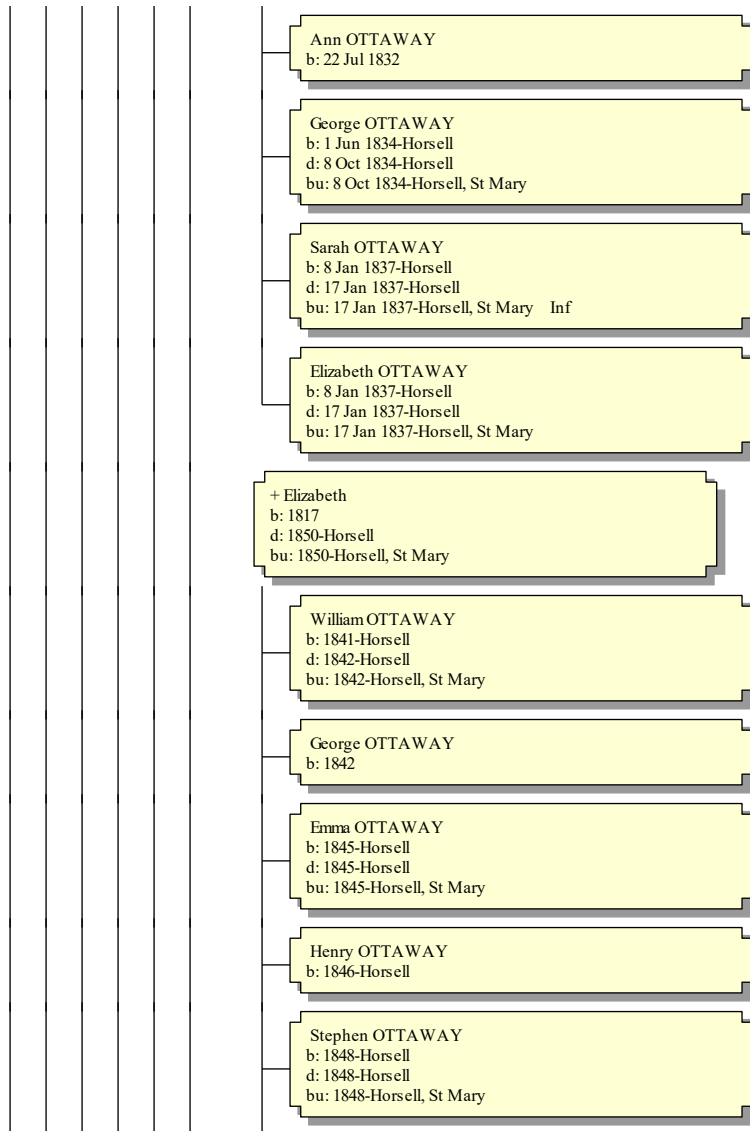 Ann OTTAWAY
b: 22 Jul 1832
George OTTAWAY
b: 1 Jun 1834-Horsell
d: 8 Oct 1834-Horsell
bu: 8 Oct 1834-Horsell, St Mary
Sarah OTTAWAY
b: 8 Jan 1837-Horsell
d: 17 Jan 1837-Horsell
bu: 17 Jan 1837-Horsell, St Mary Inf
Elizabeth OTTAWAY
b: 8 Jan 1837-Horsell
d: 17 Jan 1837-Horsell
bu: 17 Jan 1837-Horsell, St Mary
+ Elizabeth
b: 1817
d: 1850-Horsell
bu: 1850-Horsell, St Mary
William OTTAWAY
b: 1841-Horsell
d: 1842-Horsell
bu: 1842-Horsell, St Mary
George OTTAWAY
b: 1842
Emma OTTAWAY
b: 1845-Horsell
d: 1845-Horsell
bu: 1845-Horsell, St Mary
Henry OTTAWAY
b: 1846-Horsell
Stephen OTTAWAY
b: 1848-Horsell
d: 1848-Horsell
bu: 1848-Horsell, St Mary